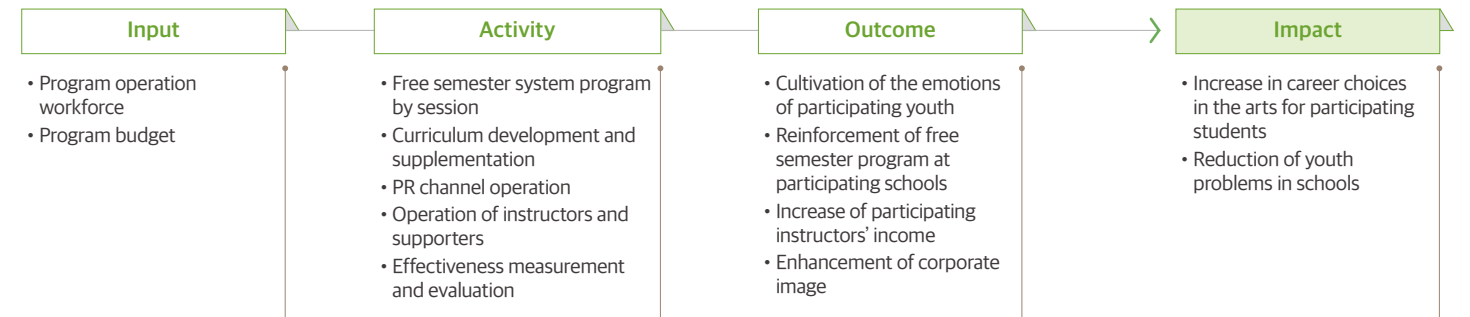 Input
• Program operation
workforce
• Program budget
Activity
• Free semester system program
by session
• Curriculum development and
supplementation
• PR channel operation
• Operation of instructors and
supporters
• Effectiveness measurement
and evaluation
Outcome
• Cultivation of the emotions
of participating youth
• Reinforcement of free
semester program at
participating schools
• Increase of participating
instructors’ income
• Enhancement of corporate
image
Impact
• Increase in career choices
in the arts for participating
students
• Reduction of youth
problems in schools